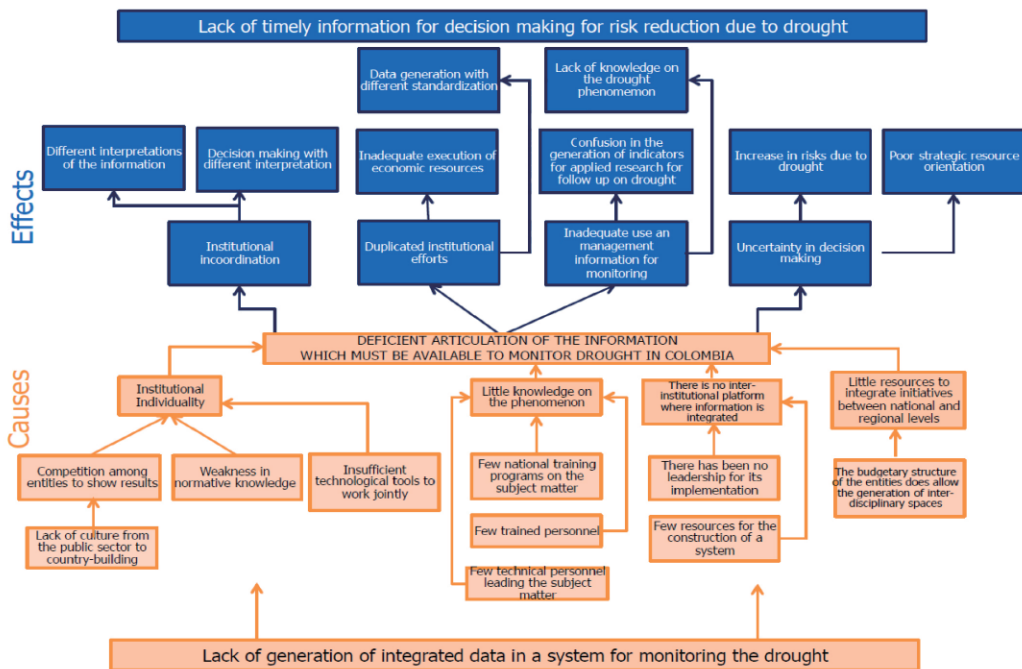 Lack of timely information for decision making for risk reduction due to drought
Data generation with
different standardization
Lack of knowledge on
the drought
phenomemon
Different interpretations
of the information
Decision making with
different interpretation
Inadequate execution of
economic resources
Confusion in the
generation of indicators
for applied research for
follow up on drought
Increase in risks due to
drought
Poor strategic resource
orientation
Effects
Institutional
incoordination
Duplicated institutional
efforts
Inadequate use an
management
information for
monitoring
Uncertainty in decision
making
DEFICIENT ARTICULATION OF THE INFORMATION
WHICH MUST BE AVAILABLE TO MONITOR DROUGHT IN COLOMBIA
Causes
Institutional
Individuality
Little knowledge on
the phenomenon
There is no inter-
institutional platform
where information is
integrated
Little resources to
integrate initiatives
between national and
regional levels
Competition among
entities to show results
Weakness in
normative knowledge
Insufficient
technological tools to
work jointly
Few national training
programs on the
subject matter
There has been no
leadership for its
implementation
The budgetary structure
of the entities does allow
the generation of inter-
disciplinary spaces
Lack of culture from
the public sector to
country-building
Few trained personnel
Few resources for the
construction of a
system
Few technical personnel
leading the subject
matter
Lack of generation of integrated data in a system for monitoring the drought